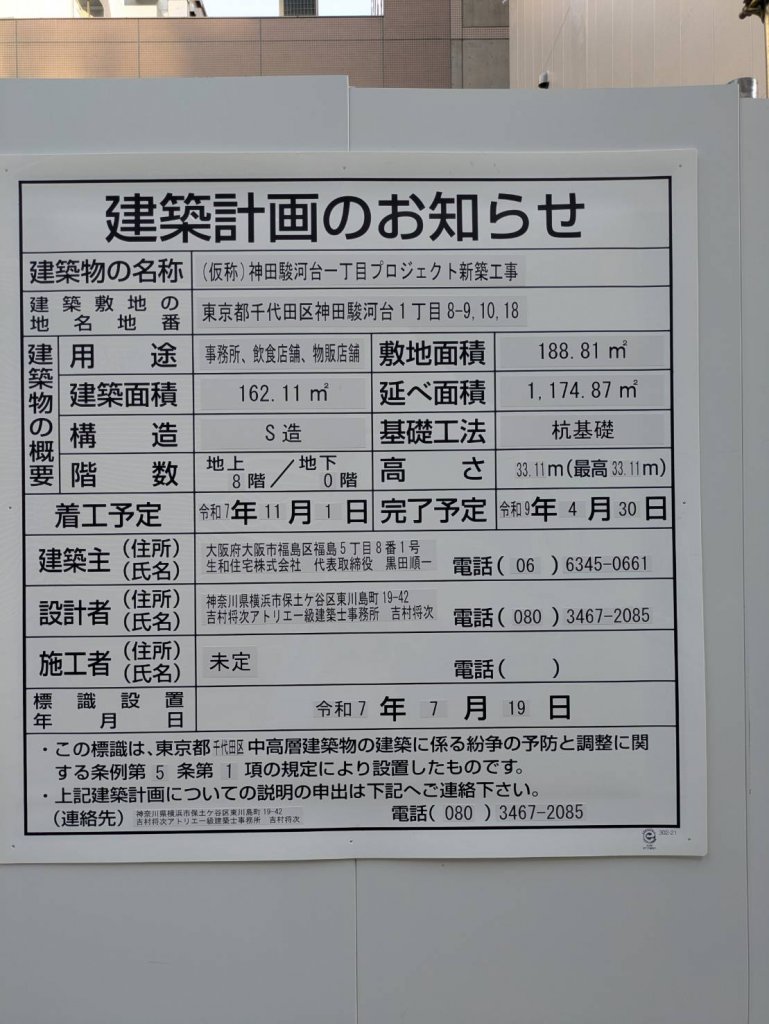 建築計画のお知らせ
建築物の名称 (仮称)神田駿河台一丁目プロジェクト新築工事
建築敷地の地名地番 東京都千代田区神田駿河台1丁目8-9,10,18
建築物の概要
用途 事務所、飲食店舗、物販店舗 敷地面積 188.81㎡
建築面積 162.11㎡ 延べ面積 1,174.87㎡
構造 S造 基礎工法 杭基礎
階数 地上8階/地下0階 高さ 33.11m(最高33.11m)
着工予定 令和7年11月1日 完了予定 令和9年4月30日
建築主(住所)(氏名) 大阪府大阪市福島区福島5丁目8番1号
生和住宅株式会社 代表取締役 黒田順一 電話(06)6345-0661
設計者(住所)(氏名) 神奈川県横浜市保土ケ谷区東川島町19-42
吉村将次アトリエ一級建築士事務所 吉村将次 電話(080)3467-2085
施工者(住所)(氏名) 未定 電話( )
標識設置年月日 令和7年7月19日
・この標識は、東京都千代田区中高層建築物の建築に係る紛争の予防と調整に関
する条例第5条第1項の規定により設置したものです。
・上記建築計画についての説明の申出は下記へご連絡下さい。
(連絡先) 神奈川県横浜市保土ケ谷区東川島町19-42
吉村将次アトリエ一級建築士事務所 吉村将次 電話(080)3467-2085
302-21